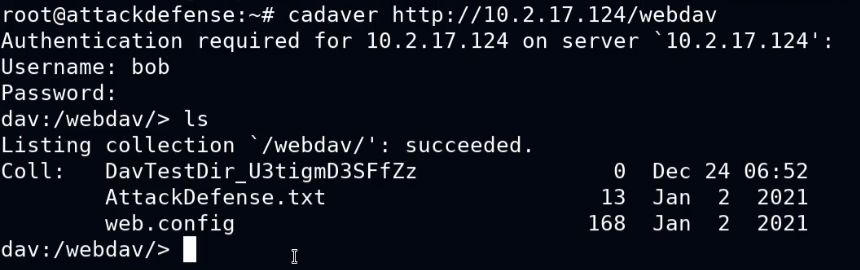 root@attackdefense:~# cadaver http://10.2.17.124/webdav
Authentication required for 10.2.17.124 on server `10.2.17.124':
Username: bob
Password:
dav:/webdav/> ls
Listing collection `/webdav/': succeeded.
Coll:   DavTestDir_U3tigmD3SFfZz               0  Dec 24 06:52
        AttackDefense.txt                     13  Jan  2  2021
        web.config                           168  Jan  2  2021
dav:/webdav/>